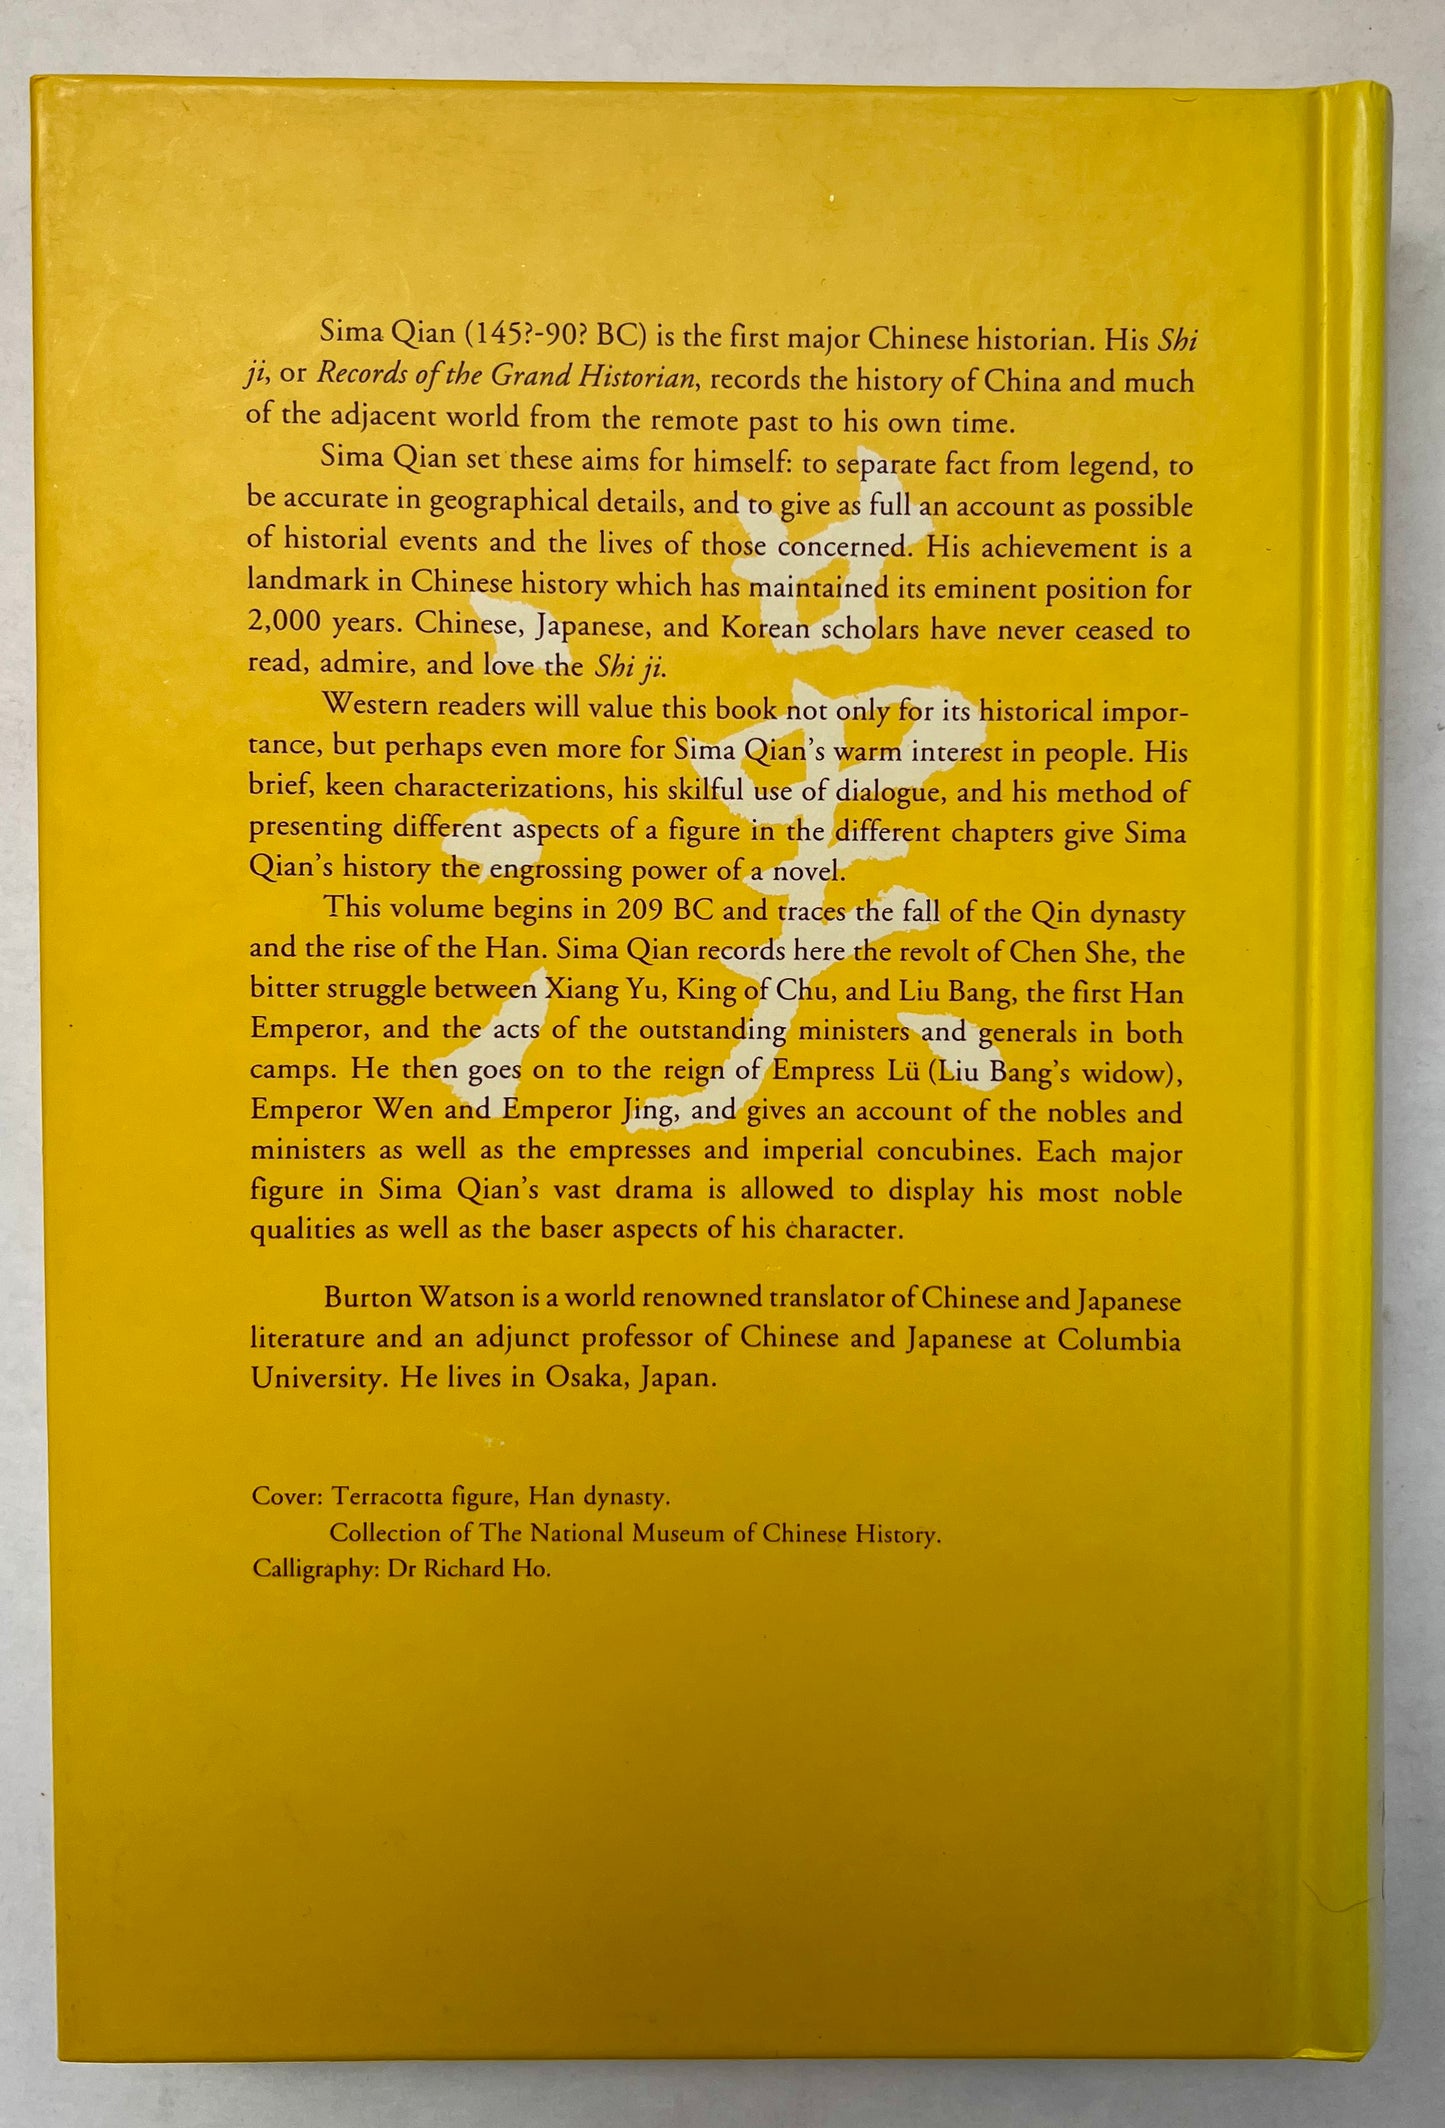 Sima Qian (145?-90? BC) is the first major Chinese historian. His Shi
ji, or Records of the Grand Historian, records the history of China and much
of the adjacent world from the remote past to his own time.
Sima Qian set these aims for himself: to separate fact from legend, to
be accurate in geographical details, and to give as full an account as possible
of historial events and the lives of those concerned. His achievement is a
landmark in Chinese history which has maintained its eminent position for
2,000 years. Chinese, Japanese, and Korean scholars have never ceased to
read, admire, and love the Shi ji.
Western readers will value this book not only for its historical impor-
tance, but perhaps even more for Sima Qian's warm interest in people. His
brief, keen characterizations, his skilful use of dialogue, and his method of
presenting different aspects of a figure in the different chapters give Sima
Qian's history the engrossing power of a novel.
This volume begins in 209 BC and traces the fall of the Qin dynasty
and the rise of the Han. Sima Qian records here the revolt of Chen She, the
bitter struggle between Xiang Yu, King of Chu, and Liu Bang, the first Han
Emperor, and the acts of the outstanding ministers and generals in both
camps. He then goes on to the reign of Empress Lü (Liu Bang's widow),
Emperor Wen and Emperor Jing, and gives an account of the nobles and
ministers as well as the empresses and imperial concubines. Each major
figure in Sima Qian's vast drama is allowed to display his most noble
qualities as well as the baser aspects of his character.
Burton Watson is a world renowned translator of Chinese and Japanese
literature and an adjunct professor of Chinese and Japanese at Columbia
University. He lives in Osaka, Japan.
Cover: Terracotta figure, Han dynasty.
Collection of The National Museum of Chinese History.
Calligraphy: Dr Richard Ho.
漢